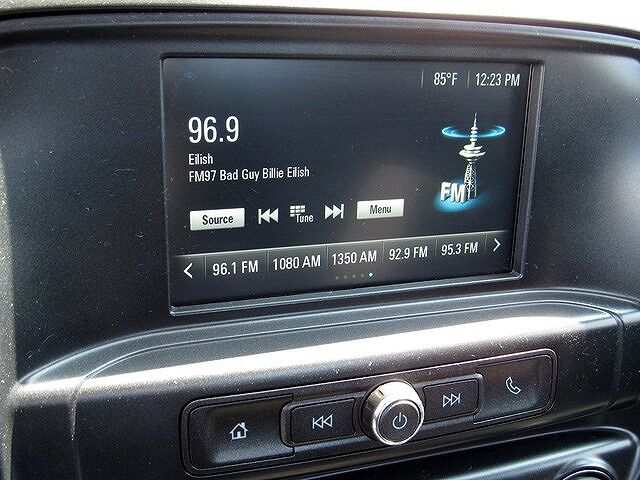 85°F 12:23 PM
96.9
Eilish
FM97 Bad Guy Billie Eilish
FM
Source Tune Menu
96.1 FM 1080 AM 1350 AM 92.9 FM 95.3 FM